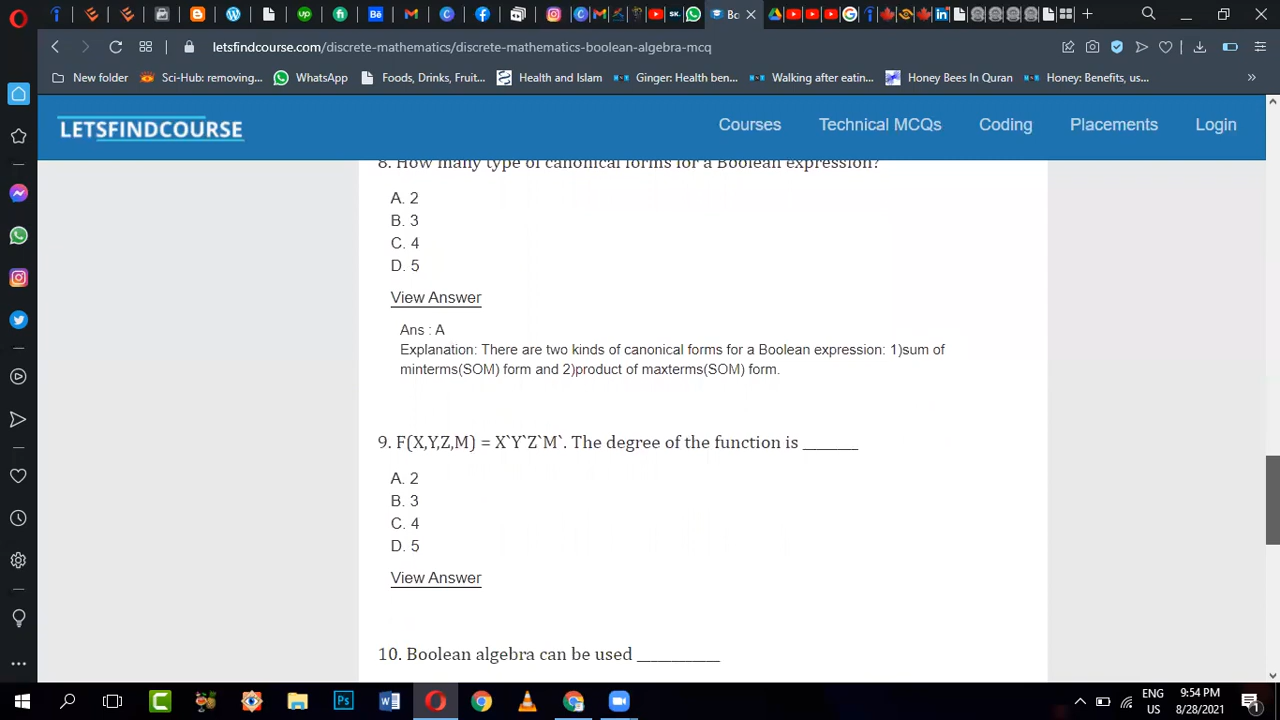 letsfindcourse.com/discrete-mathematics/discrete-mathematics-boolean-algebra-mcq
New folder
Sci-Hub: removing...
WhatsApp
Foods, Drinks, Fruit...
Health and Islam
Ginger: Health ben...
Walking after eatin...
Honey Bees In Quran
Honey: Benefits, us...
LETSFINDCOURSE
Courses
Technical MCQs
Coding
Placements
Login
8. How many type of canonical forms for a Boolean expression?
A. 2
B. 3
C. 4
D. 5
View Answer
Ans : A
Explanation: There are two kinds of canonical forms for a Boolean expression: 1)sum of
minterms(SOM) form and 2)product of maxterms(SOM) form.
9. F(X,Y,Z,M) = X`Y`Z`M`. The degree of the function is ________
A. 2
B. 3
C. 4
D. 5
View Answer
10. Boolean algebra can be used ____________
ENG
US
9:54 PM
8/28/2021